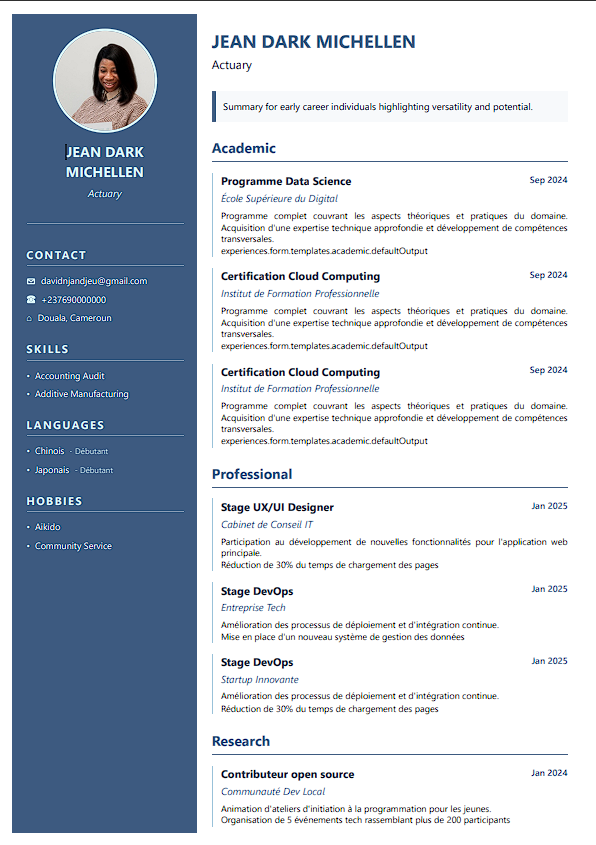 JEAN DARK
MICHELLEN
Actuary
CONTACT
davidnjandjeu@gmail.com
+237690000000
Douala, Cameroun
SKILLS
• Accounting Audit
• Additive Manufacturing
LANGUAGES
• Chinois - Débutant
• Japonais - Débutant
HOBBIES
• Aikido
• Community Service
JEAN DARK MICHELLEN
Actuary
Summary for early career individuals highlighting versatility and potential.
Academic
Programme Data Science Sep 2024
École Supérieure du Digital
Programme complet couvrant les aspects théoriques et pratiques du domaine.
Acquisition d'une expertise technique approfondie et développement de compétences
transversales.
experiences.form.templates.academic.defaultOutput
Certification Cloud Computing Sep 2024
Institut de Formation Professionnelle
Programme complet couvrant les aspects théoriques et pratiques du domaine.
Acquisition d'une expertise technique approfondie et développement de compétences
transversales.
experiences.form.templates.academic.defaultOutput
Certification Cloud Computing Sep 2024
Institut de Formation Professionnelle
Programme complet couvrant les aspects théoriques et pratiques du domaine.
Acquisition d'une expertise technique approfondie et développement de compétences
transversales.
experiences.form.templates.academic.defaultOutput
Professional
Stage UX/UI Designer Jan 2025
Cabinet de Conseil IT
Participation au développement de nouvelles fonctionnalités pour l'application web
principale.
Réduction de 30% du temps de chargement des pages
Stage DevOps Jan 2025
Entreprise Tech
Amélioration des processus de déploiement et d'intégration continue.
Mise en place d'un nouveau système de gestion des données
Stage DevOps Jan 2025
Startup Innovante
Amélioration des processus de déploiement et d'intégration continue.
Réduction de 30% du temps de chargement des pages
Research
Contributeur open source Jan 2024
Communauté Dev Local
Animation d'ateliers d'initiation à la programmation pour les jeunes.
Organisation de 5 événements tech rassemblant plus de 200 participants